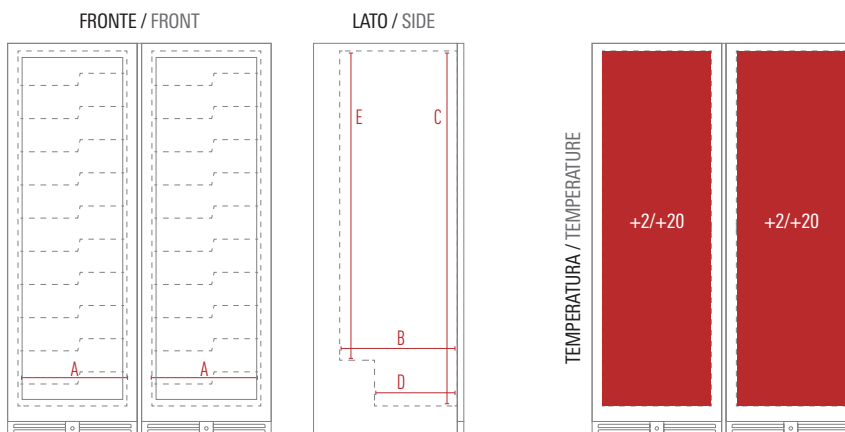 FRONTE / FRONT
LATO / SIDE
E
C
TEMPERATURA / TEMPERATURE
+2/+20
+2/+20
B
A
A
D